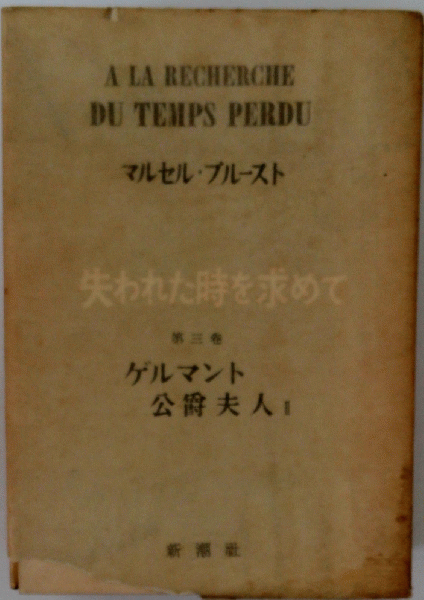 A LA RECHERCHE
DU TEMPS PERDU
マルセル・プルースト
失われた時を求めて
第三巻
ゲルマント
公爵夫人 II
新潮社